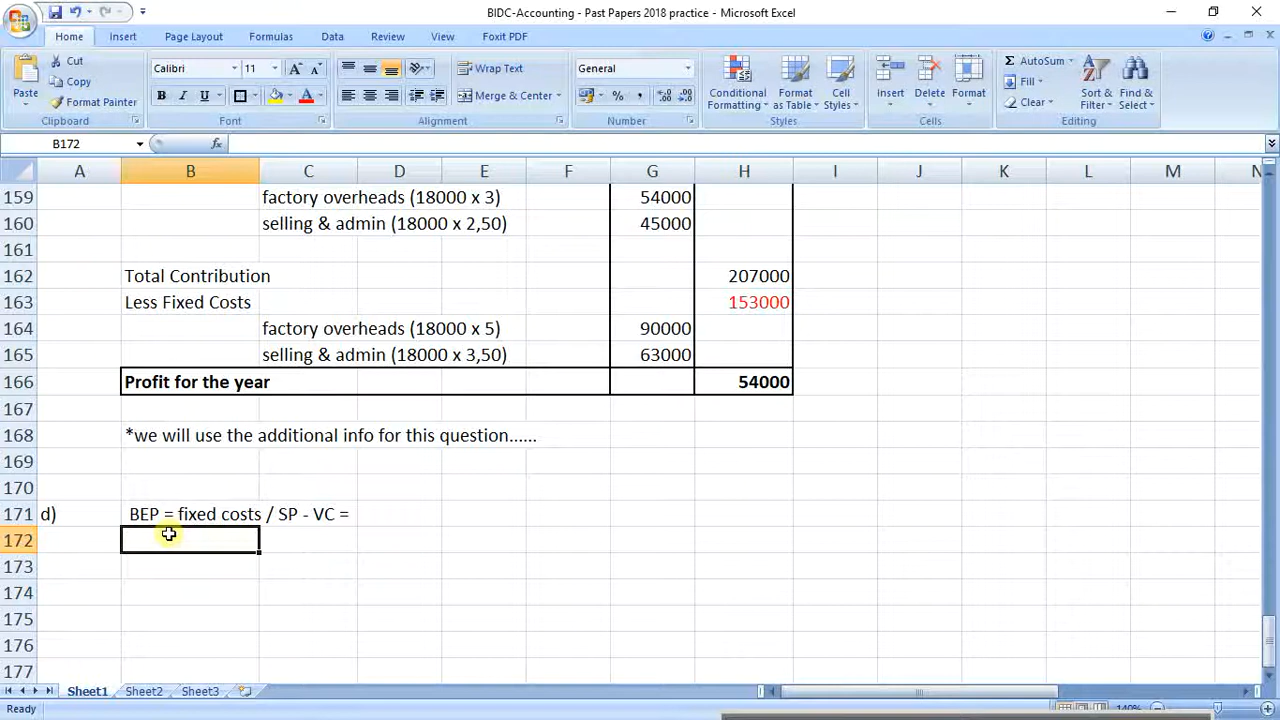 BIDC-Accounting - Past Papers 2018 practice - Microsoft Excel
Home Insert Page Layout Formulas Data Review View Foxit PDF
Paste Cut Copy Format Painter Clipboard
Calibri 11 B I U Font
Wrap Text Merge & Center Alignment
General % , Number
Conditional Formatting Format as Table Cell Styles Styles
Insert Delete Format Cells
AutoSum Fill Clear Sort & Filter Find & Select Editing
B172 fx
A B C D E F G H I J K L M N
159 factory overheads (18000 x 3) 54000
160 selling & admin (18000 x 2,50) 45000
161
162 Total Contribution 207000
163 Less Fixed Costs 153000
164 factory overheads (18000 x 5) 90000
165 selling & admin (18000 x 3,50) 63000
166 Profit for the year 54000
167
168 *we will use the additional info for this question......
169
170
171 d) BEP = fixed costs / SP - VC =
172
173
174
175
176
177
Sheet1 Sheet2 Sheet3
Ready 140%